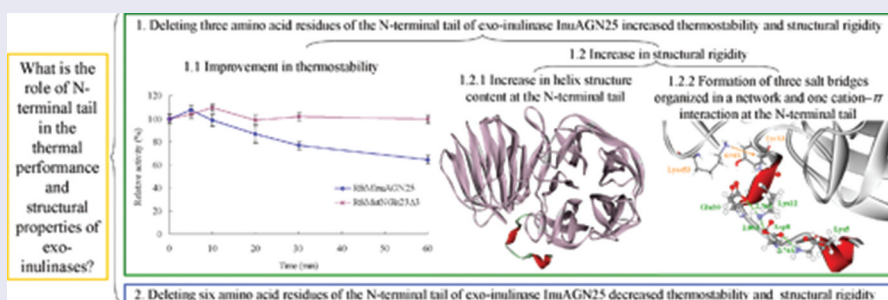 What is the
role of N-
terminal tail
in the
thermal
performance
and
structural
properties of
exo-
inulinases?
1. Deleting three amino acid residues of the N-terminal tail of exo-inulinase InuAGN25 increased thermostability and structural rigidity
1.1 Improvement in thermostability
1.2 Increase in structural rigidity
1.2.1 Increase in helix structure
content at the N-terminal tail
1.2.2 Formation of three salt bridges
organized in a network and one cation–π
interaction at the N-terminal tail
Relative activity (%)
120
100
80
60
40
20
0
RfkMInuAGN25
RfkMutNGln23Δ3
0 10 20 30 40 50 60
Time (min)
Glu10
Lys12
Asp8
Lys5
2. Deleting six amino acid residues of the N-terminal tail of exo-inulinase InuAGN25 decreased thermostability and structural rigidity